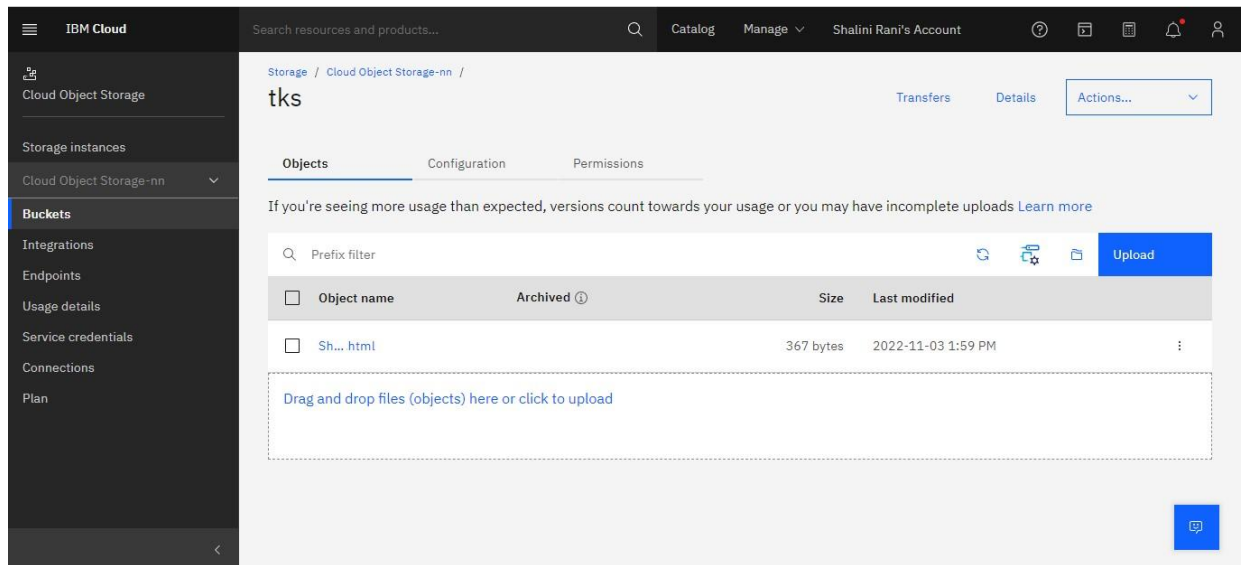 IBM Cloud
Search resources and products...
Catalog
Manage
Shalini Rani's Account
Cloud Object Storage
Storage instances
Cloud Object Storage-nn
Buckets
Integrations
Endpoints
Usage details
Service credentials
Connections
Plan
Storage / Cloud Object Storage-nn /
tks
Transfers
Details
Actions...
Objects
Configuration
Permissions
If you're seeing more usage than expected, versions count towards your usage or you may have incomplete uploads Learn more
Prefix filter
Upload
Object name Archived Size Last modified
Sh... html 367 bytes 2022-11-03 1:59 PM
Drag and drop files (objects) here or click to upload